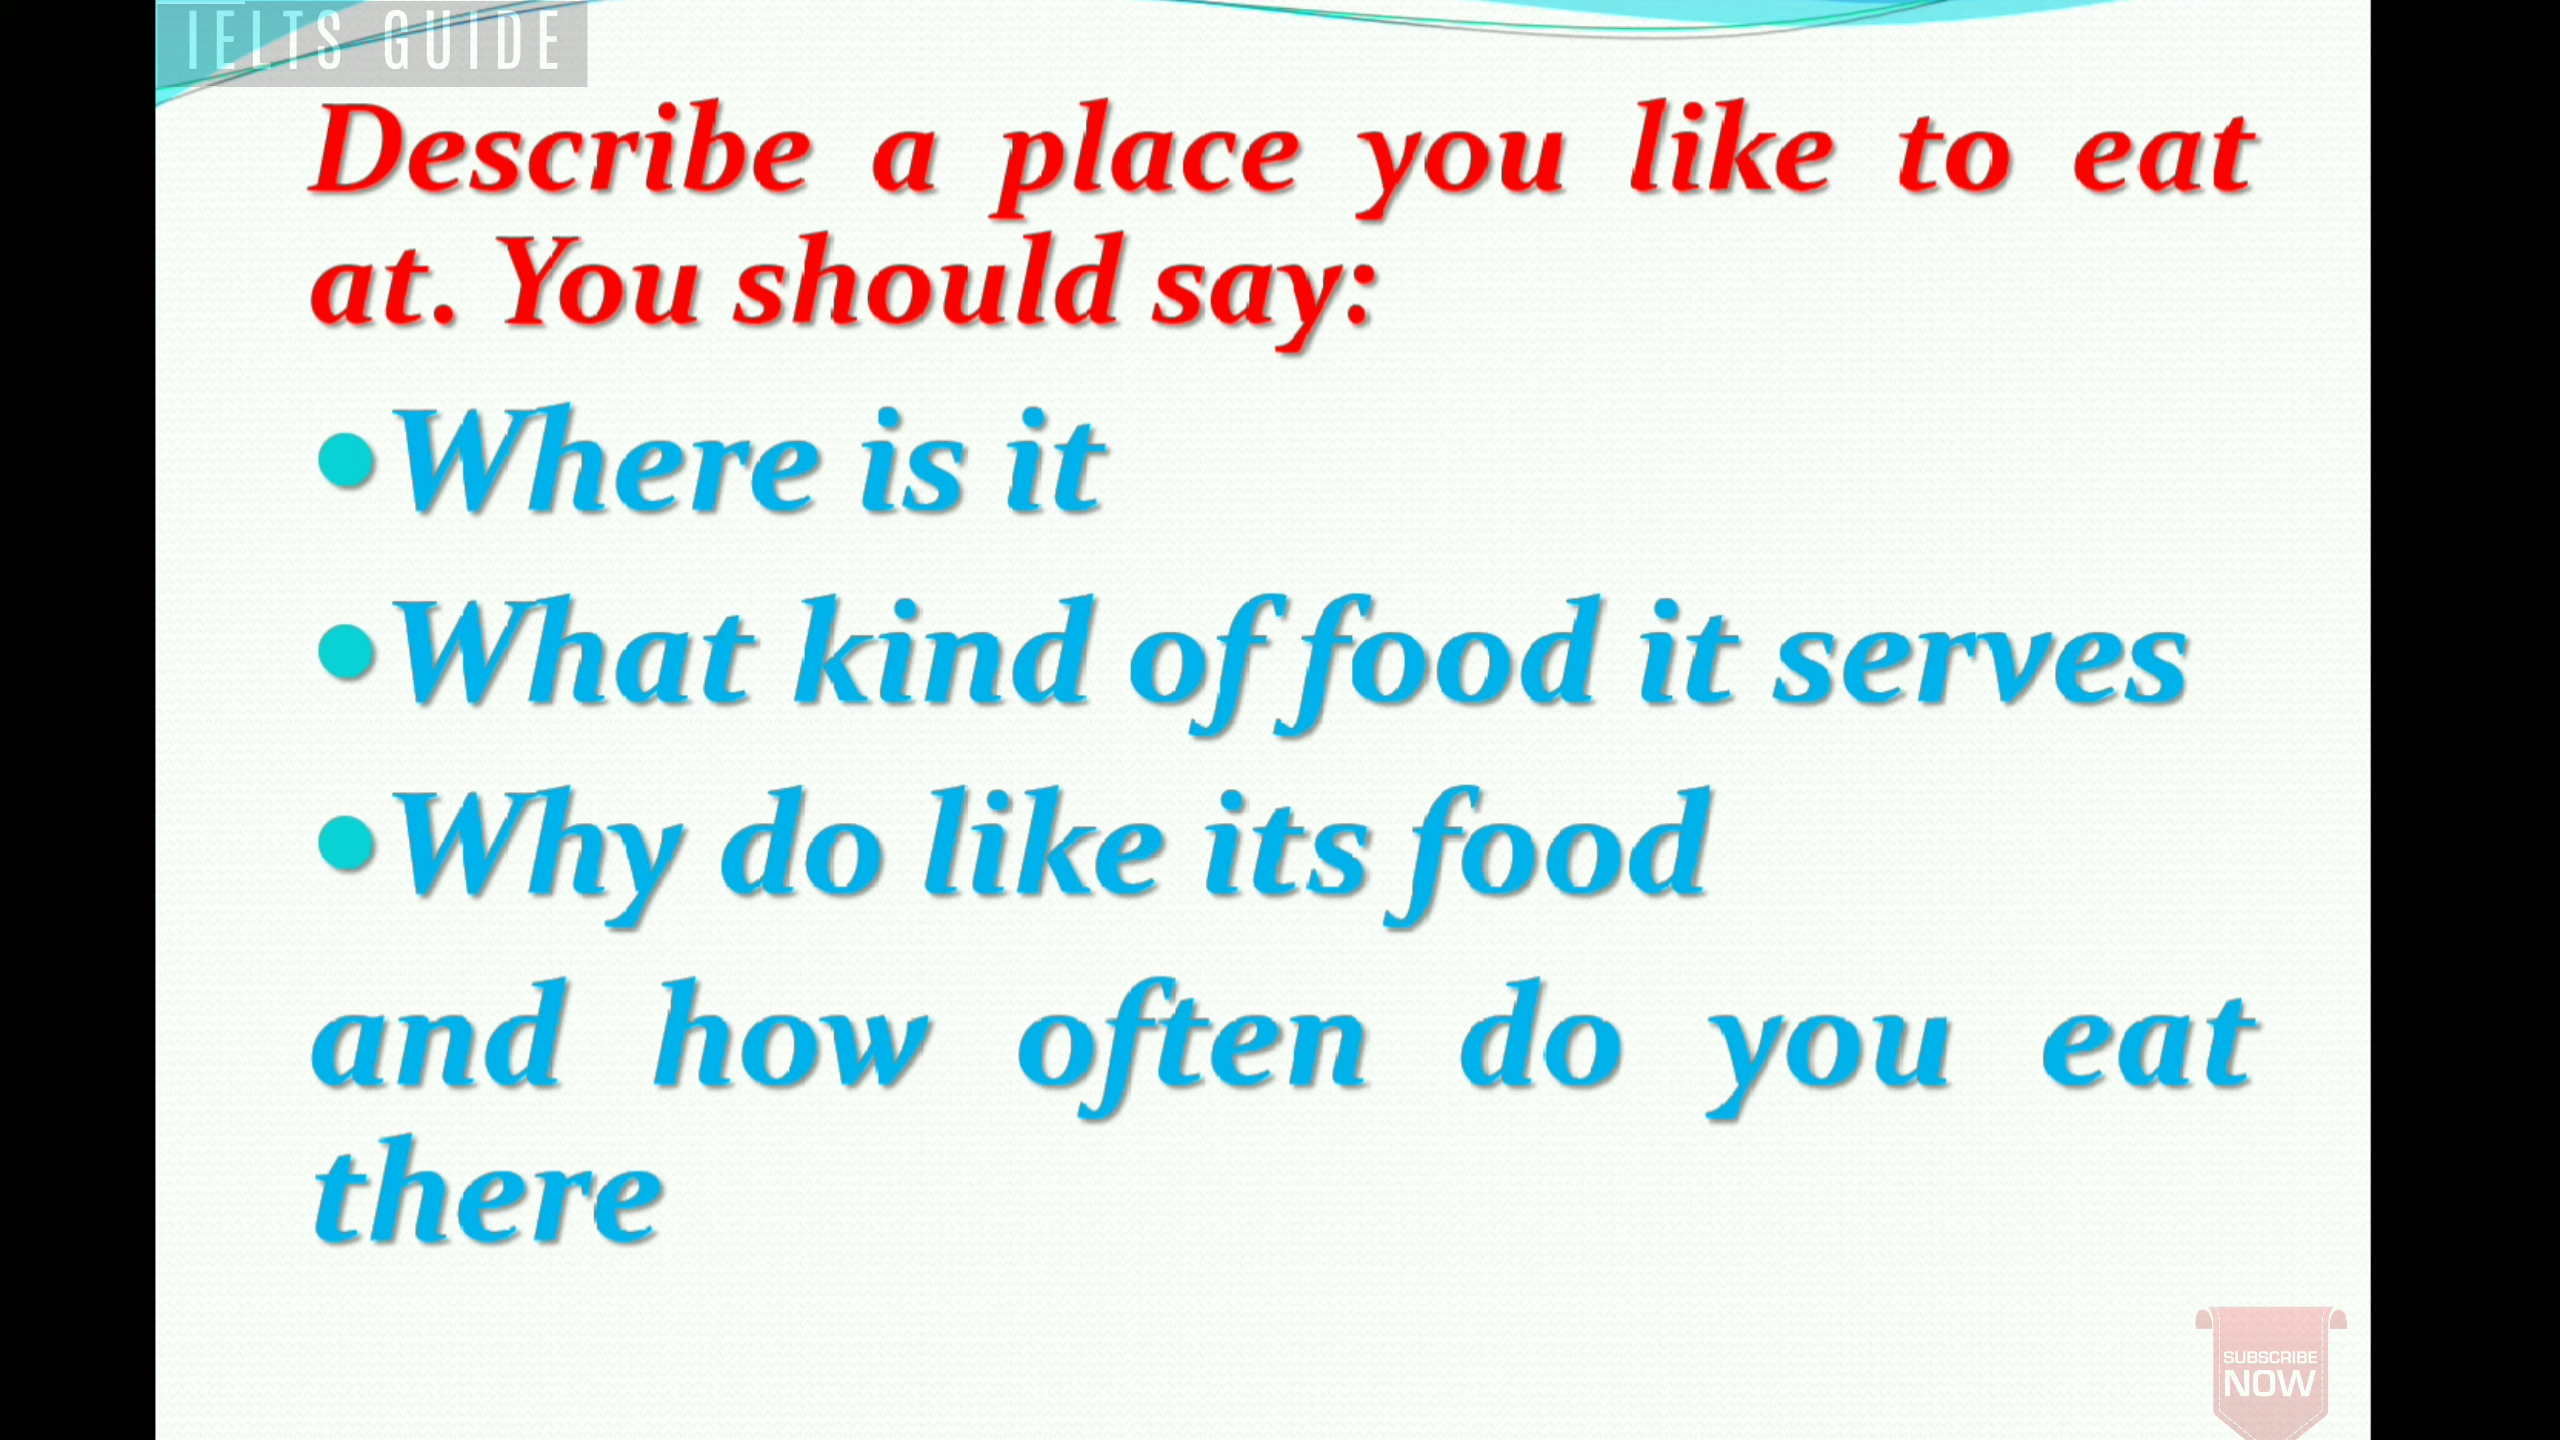 IELTS GUIDE
Describe a place you like to eat
at. You should say:
•Where is it
•What kind of food it serves
•Why do like its food
and how often do you eat
there
SUBSCRIBE
NOW